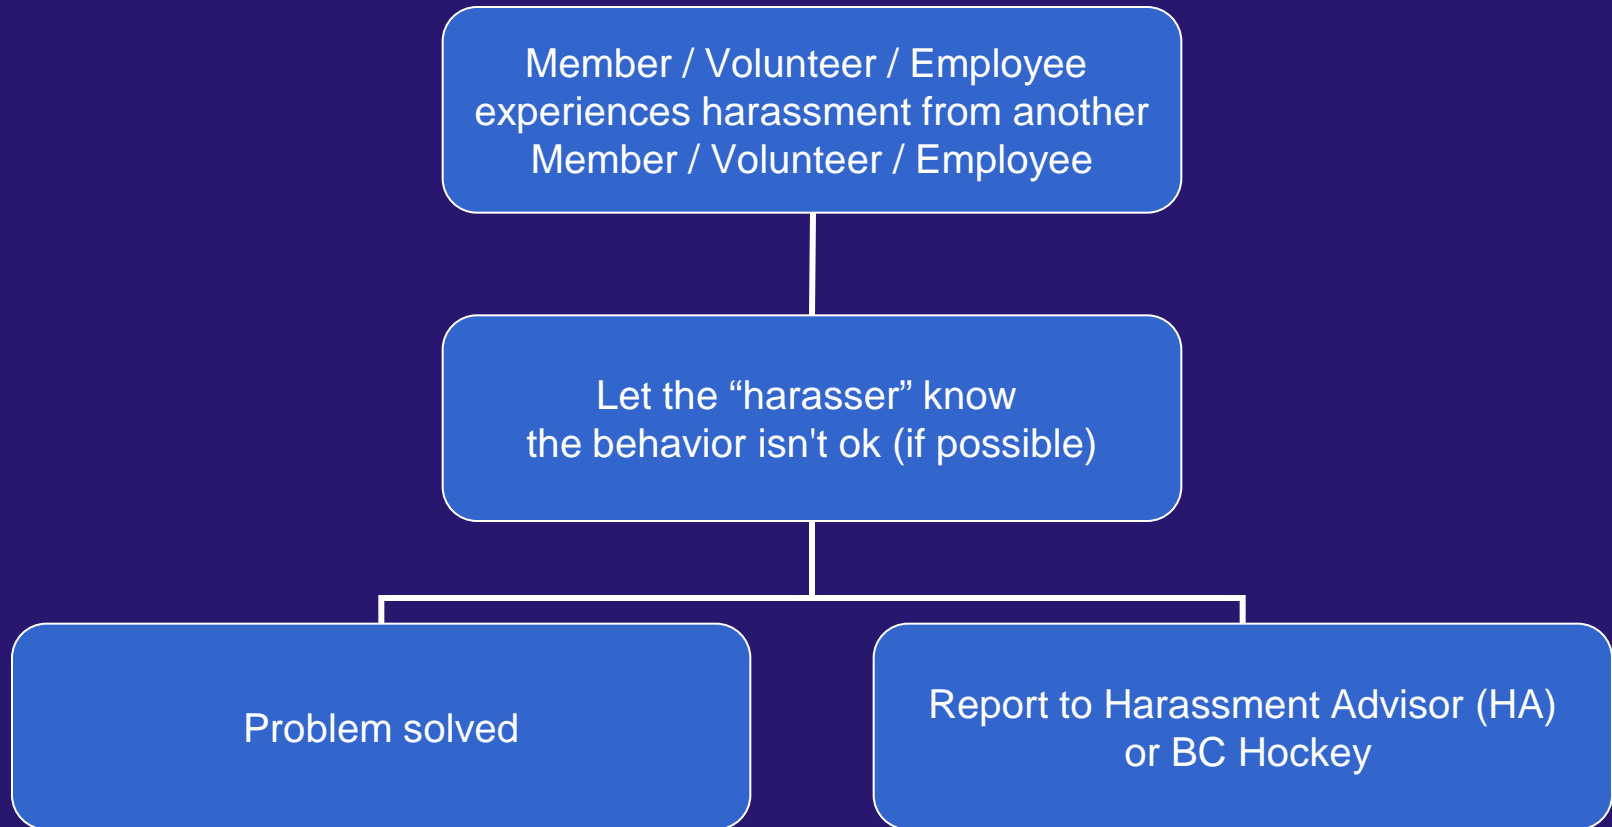 Member / Volunteer / Employee
experiences harassment from another
Member / Volunteer / Employee
Let the “harasser” know
the behavior isn't ok (if possible)
Problem solved
Report to Harassment Advisor (HA)
or BC Hockey